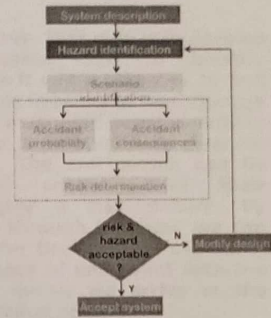 System description
Hazard identification
Scenario
identification
Accident
probability
Accident
consequences
Risk determination
risk &
hazard
acceptable
?
N
Modify design
Y
Accept system